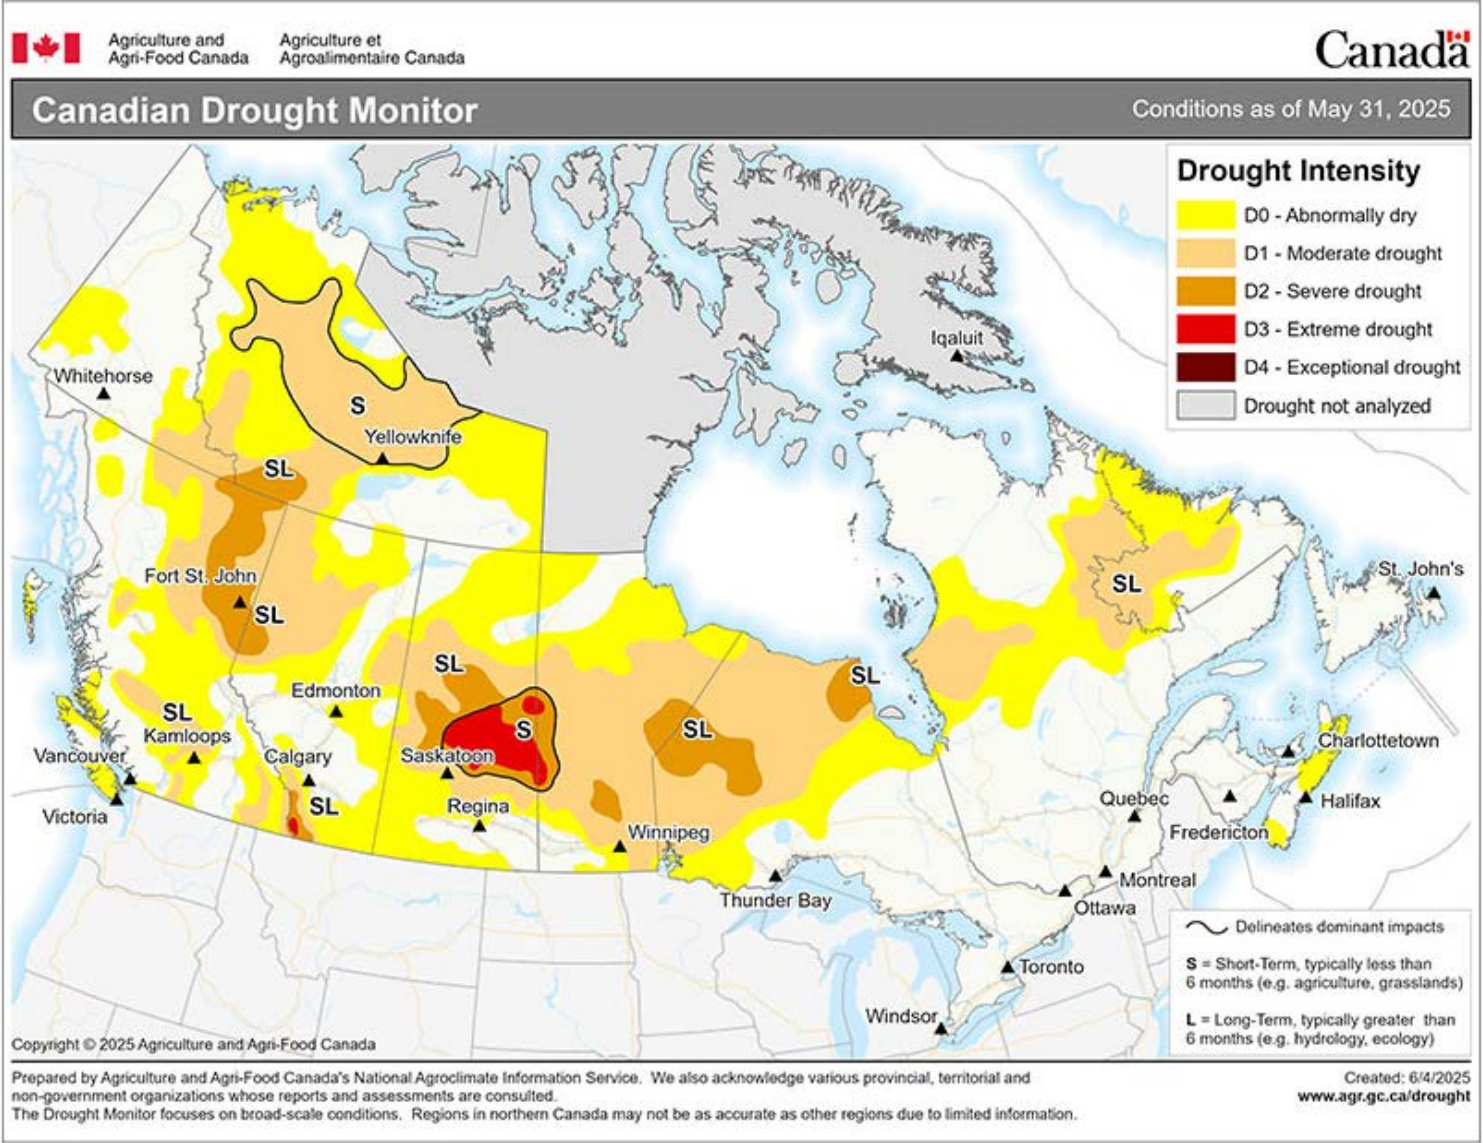 Agriculture and
Agri-Food Canada
Agriculture et
Agroalimentaire Canada
Canada
Canadian Drought Monitor
Conditions as of May 31, 2025
Drought Intensity
D0 - Abnormally dry
D1 - Moderate drought
D2 - Severe drought
D3 - Extreme drought
D4 - Exceptional drought
Drought not analyzed
Iqaluit
Whitehorse
S
Yellowknife
SL
Fort St. John
SL
SL
St. John's
SL
SL
Edmonton
SL
Kamloops
S
SL
Vancouver
Calgary
Saskatoon
Charlottetown
Victoria
SL
Regina
Quebec
Halifax
Winnipeg
Fredericton
Thunder Bay
Montreal
Ottawa
Toronto
Windsor
Delineates dominant impacts
S = Short-Term, typically less than
6 months (e.g. agriculture, grasslands)
L = Long-Term, typically greater than
6 months (e.g. hydrology, ecology)
Copyright © 2025 Agriculture and Agri-Food Canada
Prepared by Agriculture and Agri-Food Canada's National Agroclimate Information Service. We also acknowledge various provincial, territorial and
non-government organizations whose reports and assessments are consulted.
The Drought Monitor focuses on broad-scale conditions. Regions in northern Canada may not be as accurate as other regions due to limited information.
Created: 6/4/2025
www.agr.gc.ca/drought